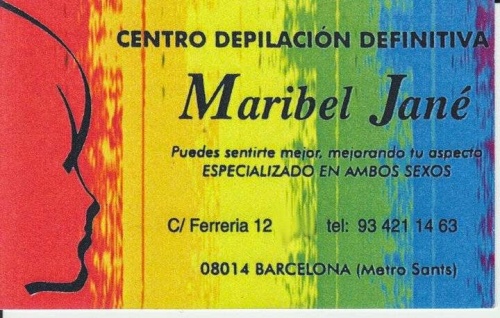 CENTRO DEPILACIÓN DEFINITIVA
Maribel Jané
Puedes sentirte mejor, mejorando tu aspecto
ESPECIALIZADO EN AMBOS SEXOS
C/ Ferreria 12 tel: 93 421 14 63
08014 BARCELONA (Metro Sants)